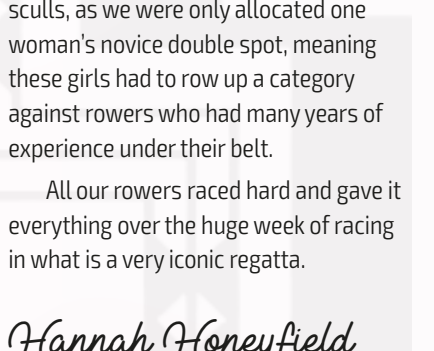 sculls, as we were only allocated one
woman's novice double spot, meaning
these girls had to row up a category
against rowers who had many years of
experience under their belt.
All our rowers raced hard and gave it
everything over the huge week of racing
in what is a very iconic regatta.
Hannah Honeyfield